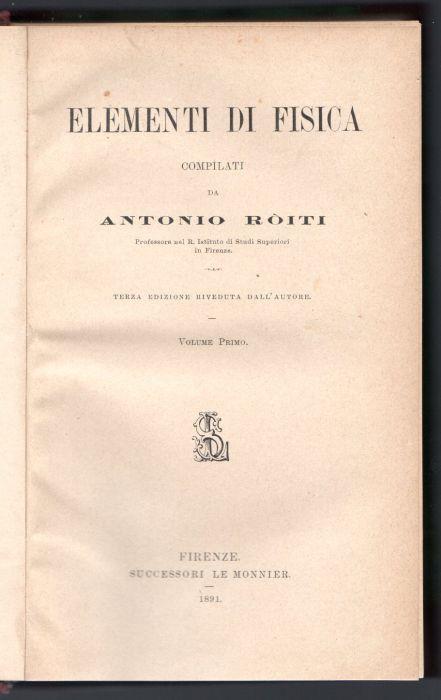 ELEMENTI DI FISICA
COMPILATI
DA
ANTONIO RÒITI
Professore nel R. Istituto di Studi Superiori
in Firenze.
TERZA EDIZIONE RIVEDUTA DALL'AUTORE.
VOLUME PRIMO.
FIRENZE.
SUCCESSORI LE MONNIER.
1891.